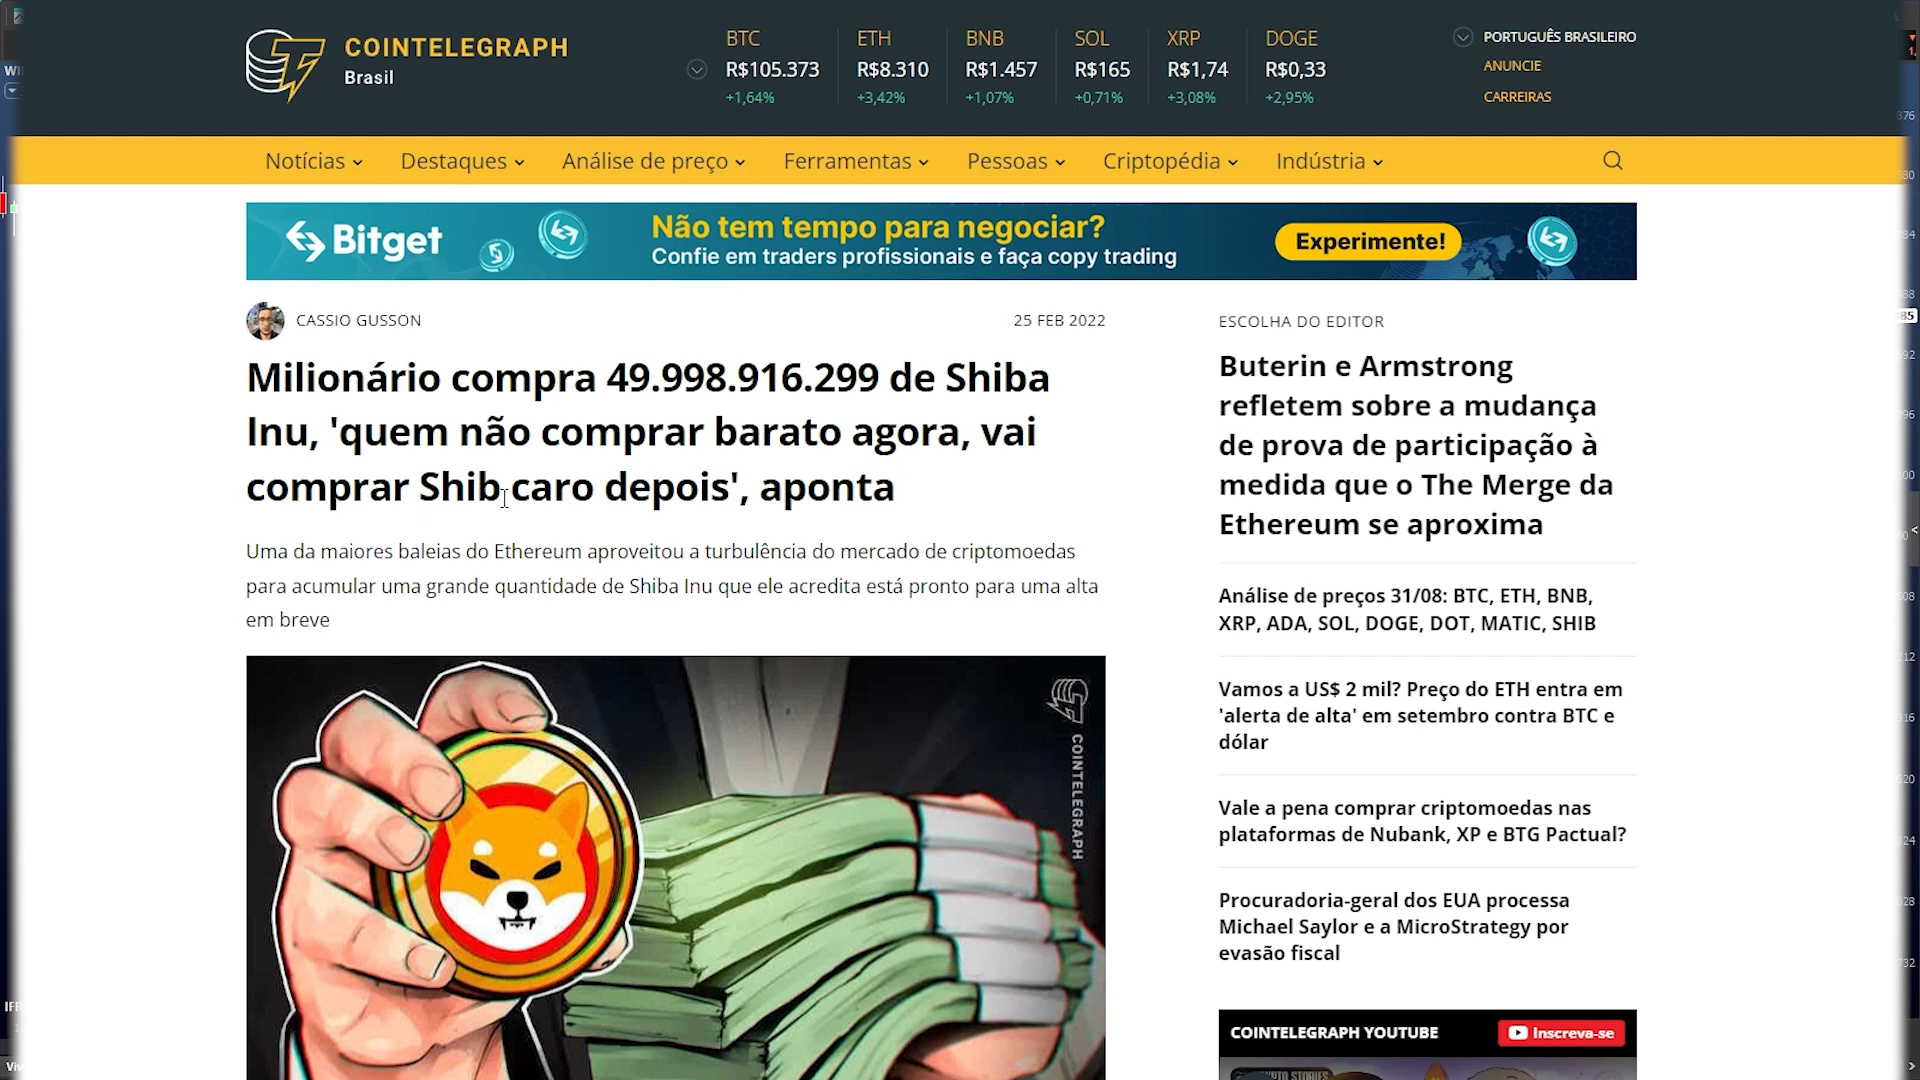 COINTELEGRAPH
Brasil
BTC
R$105.373
+1,64%
ETH
R$8.310
+3,42%
BNB
R$1.457
+1,07%
SOL
R$165
+0,71%
XRP
R$1,74
+3,08%
DOGE
R$0,33
+2,95%
PORTUGUÊS BRASILEIRO
ANUNCIE
CARREIRAS
Notícias
Destaques
Análise de preço
Ferramentas
Pessoas
Criptopédia
Indústria
Bitget
Não tem tempo para negociar?
Confie em traders profissionais e faça copy trading
Experimente!
CASSIO GUSSON
25 FEB 2022
Milionário compra 49.998.916.299 de Shiba
Inu, 'quem não comprar barato agora, vai
comprar Shib caro depois', aponta
Uma da maiores baleias do Ethereum aproveitou a turbulência do mercado de criptomoedas
para acumular uma grande quantidade de Shiba Inu que ele acredita está pronto para uma alta
em breve
COINTELEGRAPH
ESCOLHA DO EDITOR
Buterin e Armstrong
refletem sobre a mudança
de prova de participação à
medida que o The Merge da
Ethereum se aproxima
Análise de preços 31/08: BTC, ETH, BNB,
XRP, ADA, SOL, DOGE, DOT, MATIC, SHIB
Vamos a US$ 2 mil? Preço do ETH entra em
'alerta de alta' em setembro contra BTC e
dólar
Vale a pena comprar criptomoedas nas
plataformas de Nubank, XP e BTG Pactual?
Procuradoria-geral dos EUA processa
Michael Saylor e a MicroStrategy por
evasão fiscal
COINTELEGRAPH YOUTUBE
Inscreva-se